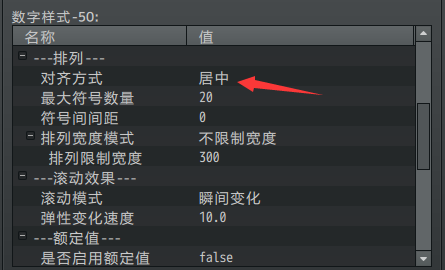 数字样式-50:
名称 值
---排列---
对齐方式 居中
最大符号数量 20
符号间间距 0
排列宽度模式 不限制宽度
排列限制宽度 300
---滚动效果---
滚动模式 瞬间变化
弹性变化速度 10.0
---额定值---
是否启用额定值 false